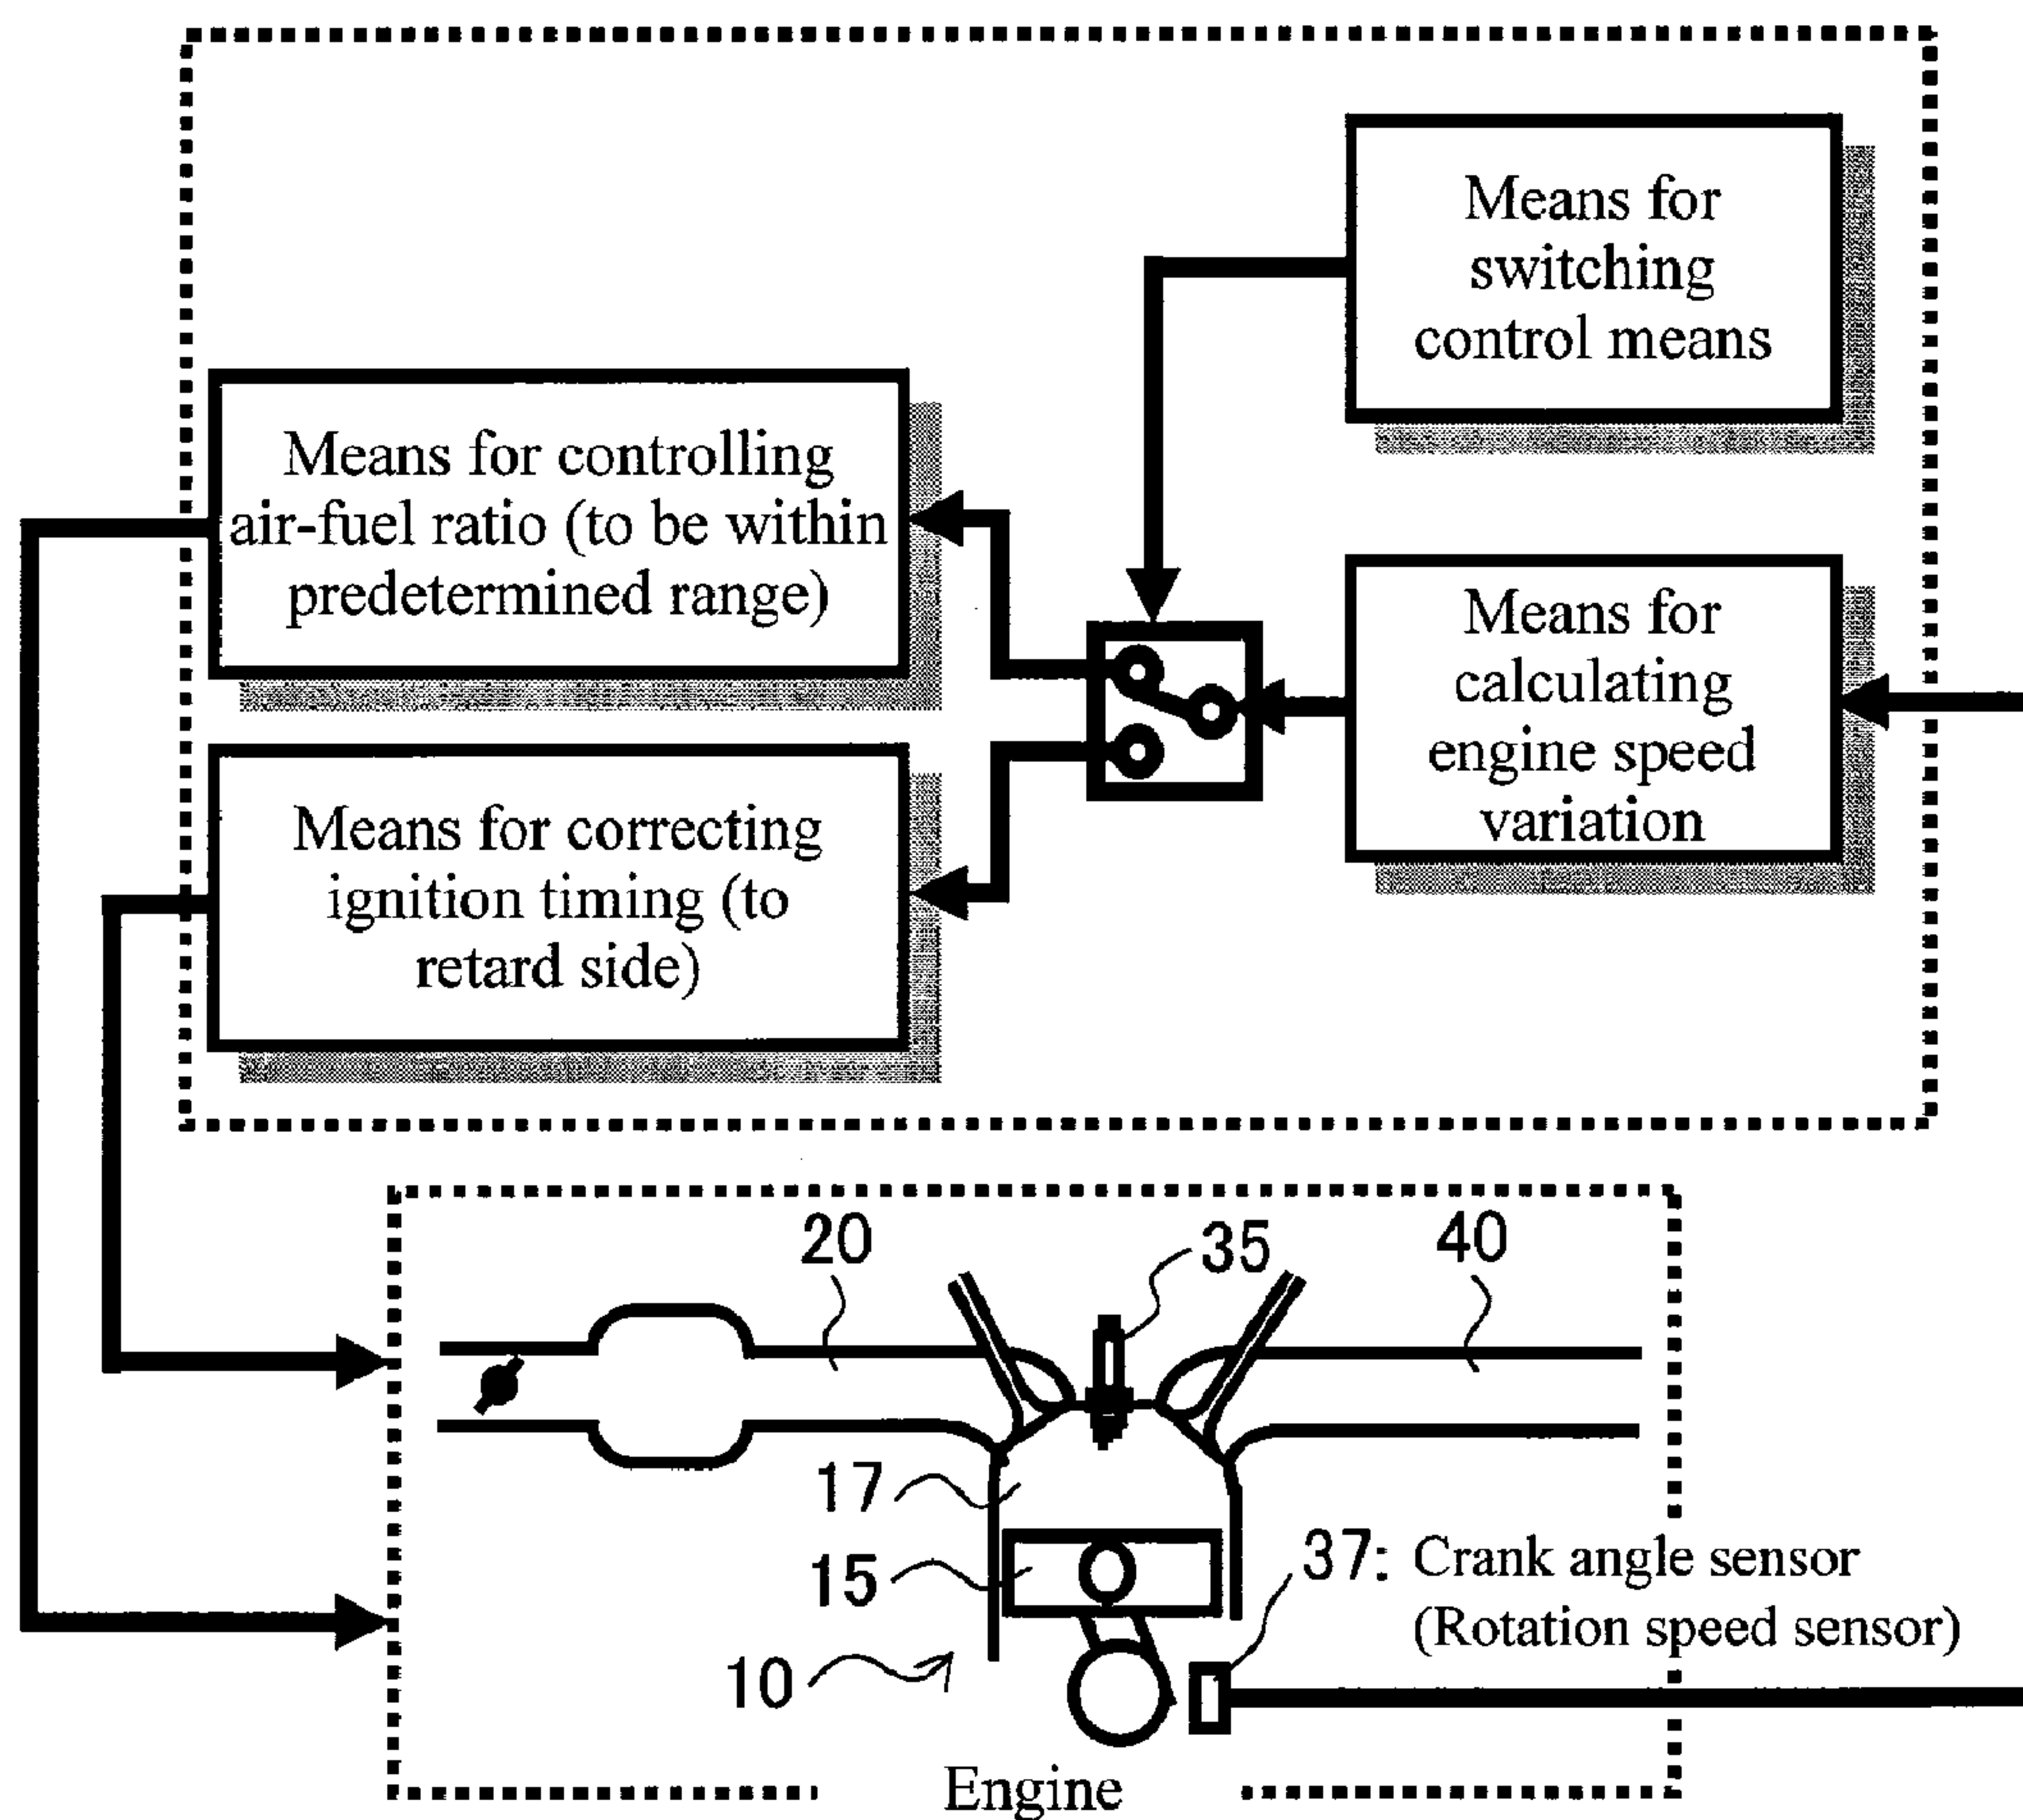 Means for
switching
control means
Means for controlling
air-fuel ratio (to be within
predetermined range)
Means for
calculating
engine speed
variation
Means for correcting
ignition timing (to
retard side)
20
35
40
17
15
37: Crank angle sensor
(Rotation speed sensor)
10
Engine